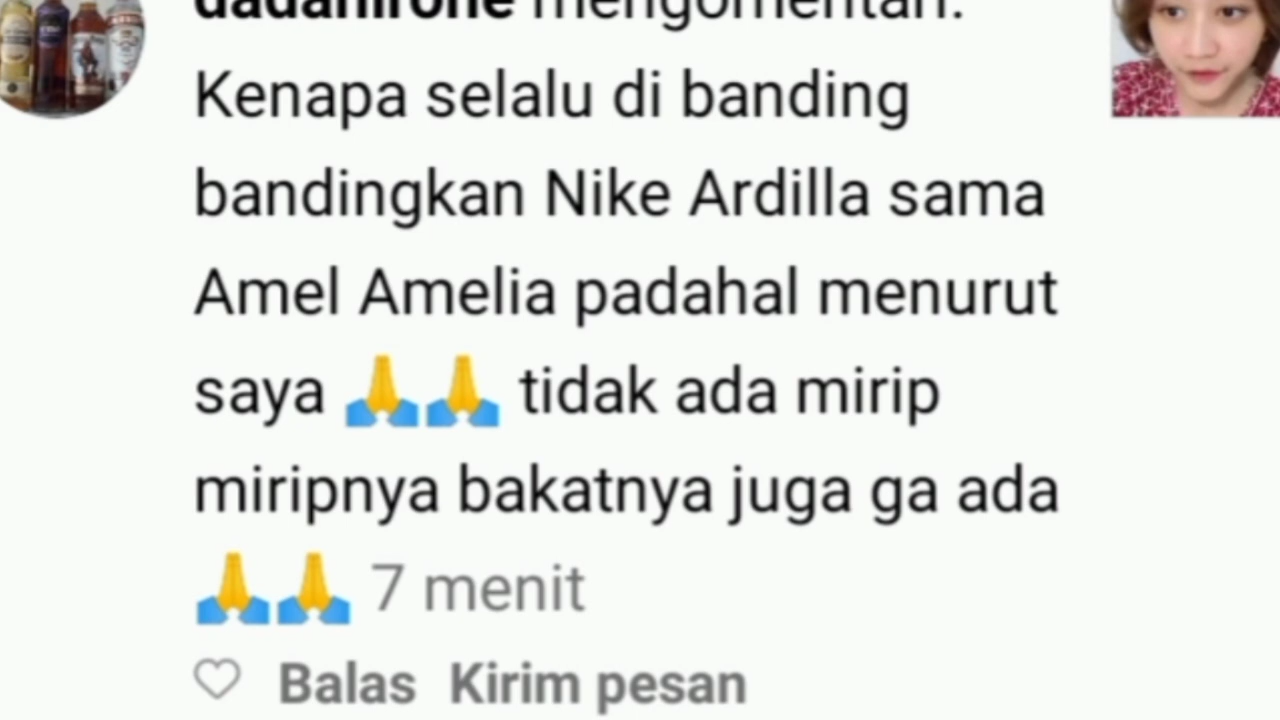 mengomentari:
Kenapa selalu di banding
bandingkan Nike Ardilla sama
Amel Amelia padahal menurut
saya 🙏🙏 tidak ada mirip
miripnya bakatnya juga ga ada
🙏🙏 7 menit
Balas Kirim pesan